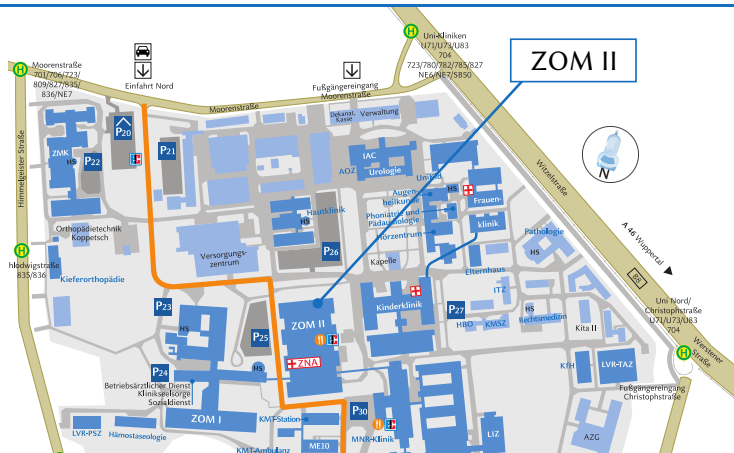 Uni-Kliniken
U71/U73/U83
704
723/780/782/785/827
NE6/NE7/SB50
ZOM II
Moorenstraße
701/706/723/
809/827/835/
836/NE7
Einfahrt Nord
Fußgängereingang
Moorenstraße
Moorenstraße
Dekanat,
Kasse
Verwaltung
P20
P21
ZMK
HS
P22
IAC
AOZ
Urologie
Unibad
Himmelgeister Straße
Witzelstraße
Augen-
heilkunde
HS
Frauen-
klinik
Phoniatrie und
Pädaudiologie
Hörzentrum
Hautklinik
HS
Orthopädietechnik
Koppetsch
Versorgungs-
zentrum
P26
Kapelle
Pathologie
HS
A 46 Wuppertal
hlodwigstraße
835/836
Kieferorthopädie
Elternhaus
ITZ
B8
P23
ZOM II
Kinderklinik
P27
HS
Uni Nord/
Christophstraße
U71/U73/U83
704
HBO
KMSZ
Rechtsmedizin
Kita II
HS
P25
Werstener
Straße
P24
HS
ZNA
KfH
LVR-TAZ
Betriebsärztlicher Dienst
Klinikseelsorge
Sozialdienst
Fußgängereingang
Christophstraße
ZOM I
KMT-Station
P30
LVR-PSZ
Hämostaseologie
MNR-Klinik
LIZ
AZG
KMT-Ambulanz
ME10